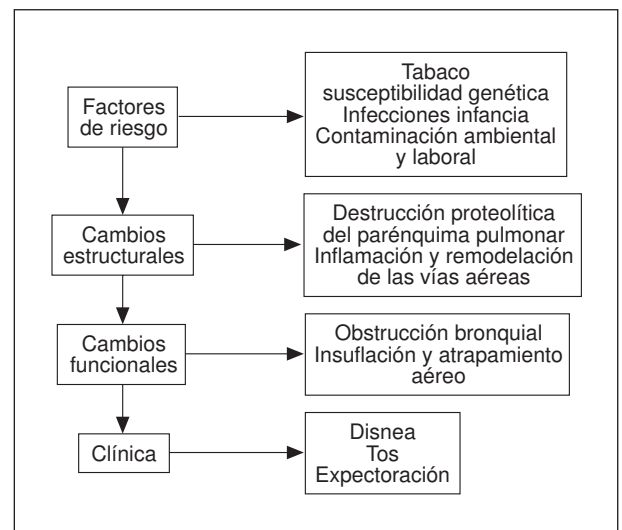 Factores
de riesgo
Tabaco
susceptibilidad genética
Infecciones infancia
Contaminación ambiental
y laboral
Cambios
estructurales
Destrucción proteolítica
del parénquima pulmonar
Inflamación y remodelación
de las vías aéreas
Cambios
funcionales
Obstrucción bronquial
Insuflación y atrapamiento
aéreo
Clínica
Disnea
Tos
Expectoración